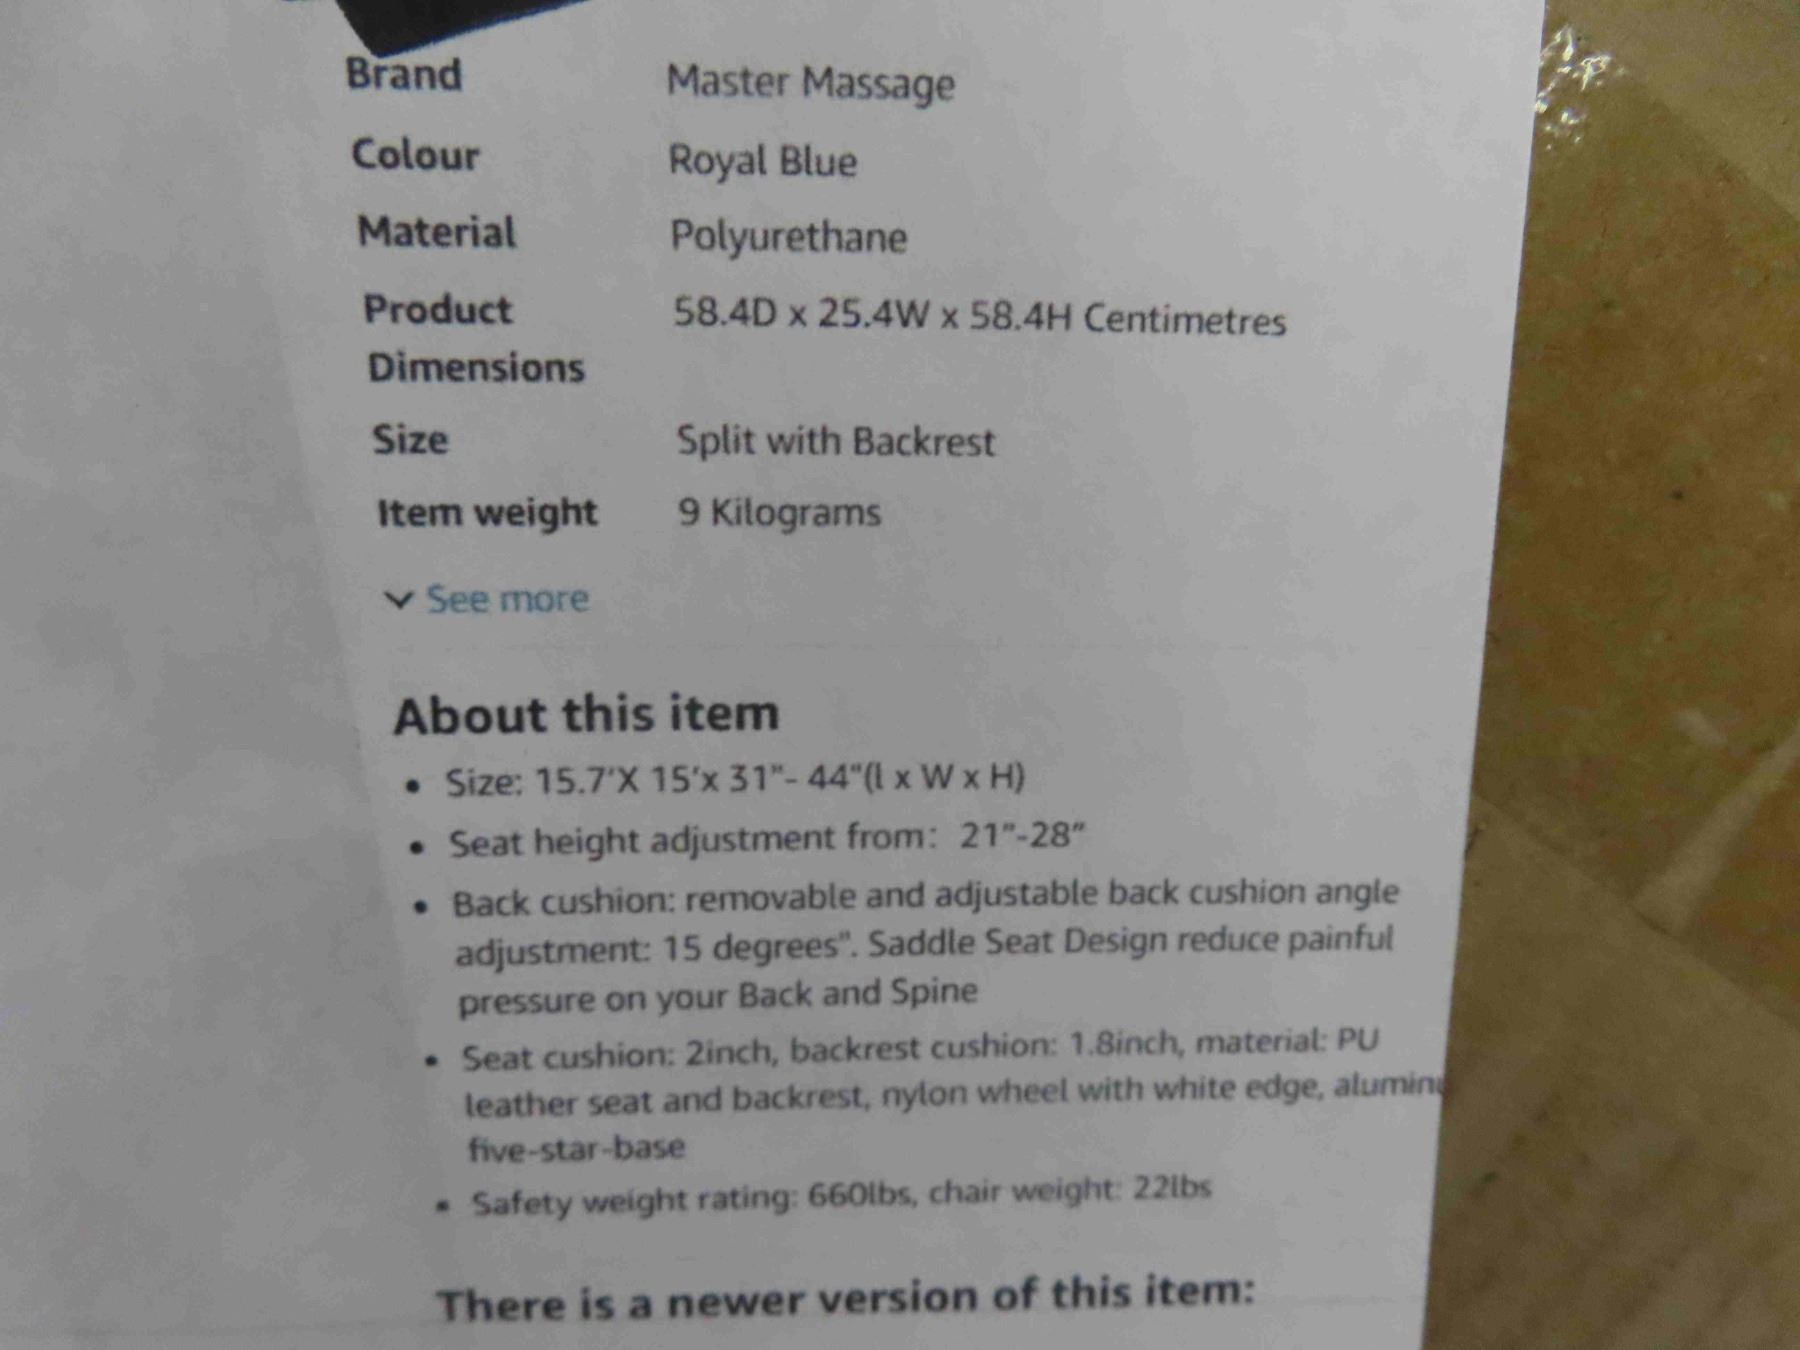 Brand Master Massage
Colour Royal Blue
Material Polyurethane
Product 58.4D x 25.4W x 58.4H Centimetres
Dimensions
Size Split with Backrest
Item weight 9 Kilograms
See more
About this item
• Size: 15.7'X 15'x 31"- 44"(l x W x H)
• Seat height adjustment from: 21"-28"
• Back cushion: removable and adjustable back cushion angle
adjustment: 15 degrees". Saddle Seat Design reduce painful
pressure on your Back and Spine
• Seat cushion: 2inch, backrest cushion: 1.8inch, material: PU
leather seat and backrest, nylon wheel with white edge, aluminu
five-star-base
• Safety weight rating: 660lbs, chair weight: 22lbs
There is a newer version of this item: